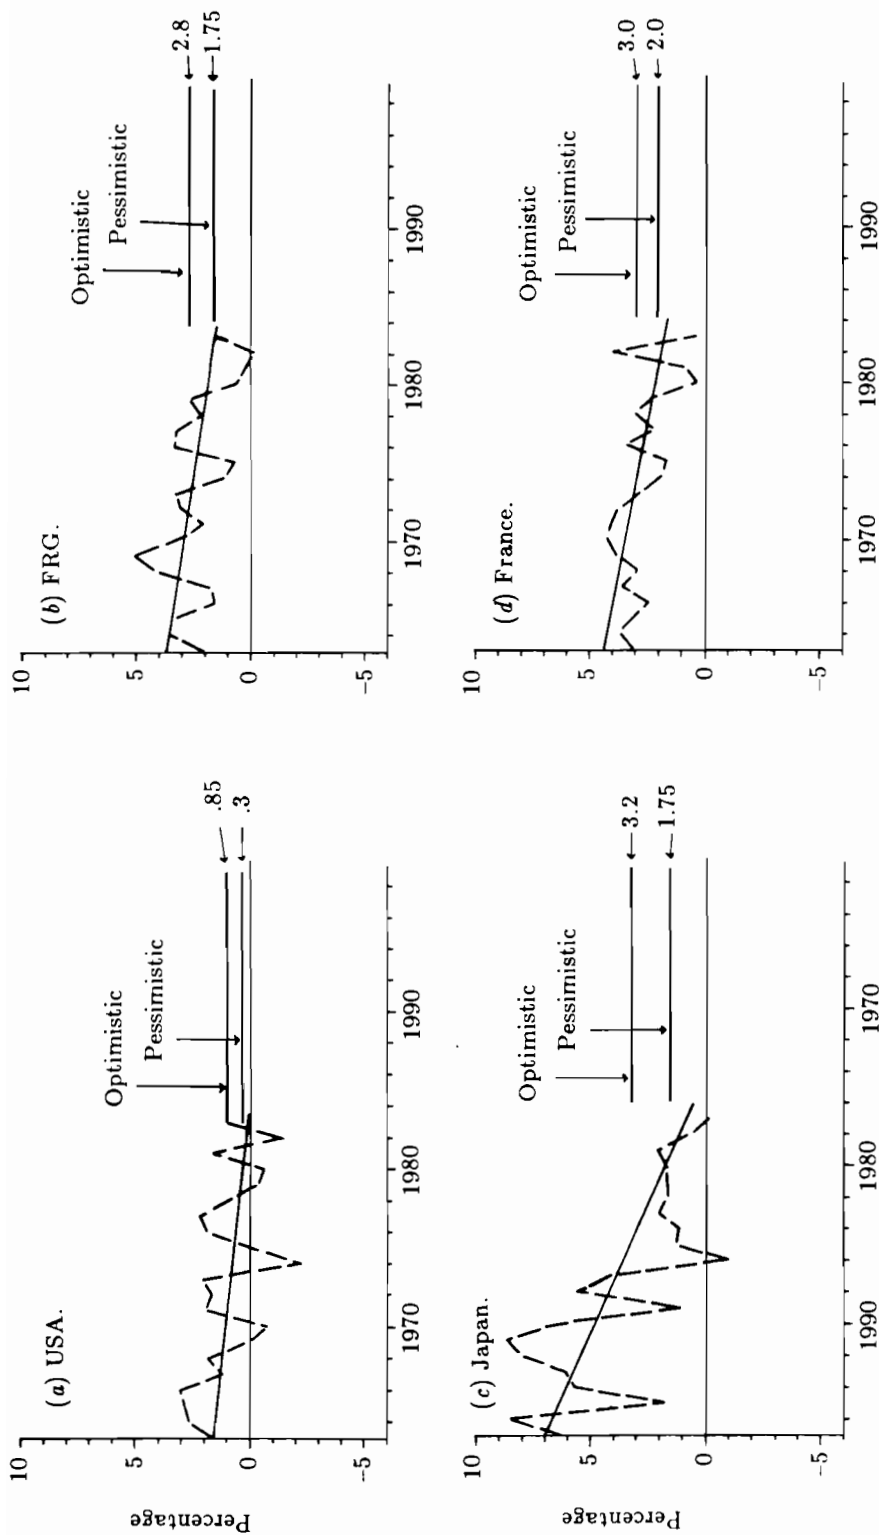 (a) USA.
10
5
0
-5
Percentage
Optimistic
Pessimistic
.85
.3
1970
1980
1990
(b) FRG.
10
5
0
-5
Optimistic
Pessimistic
2.8
1.75
1970
1980
1990
(c) Japan.
10
5
0
-5
Percentage
Optimistic
Pessimistic
3.2
1.75
1990
1980
1970
(d) France.
10
5
0
-5
Optimistic
Pessimistic
3.0
2.0
1970
1980
1990